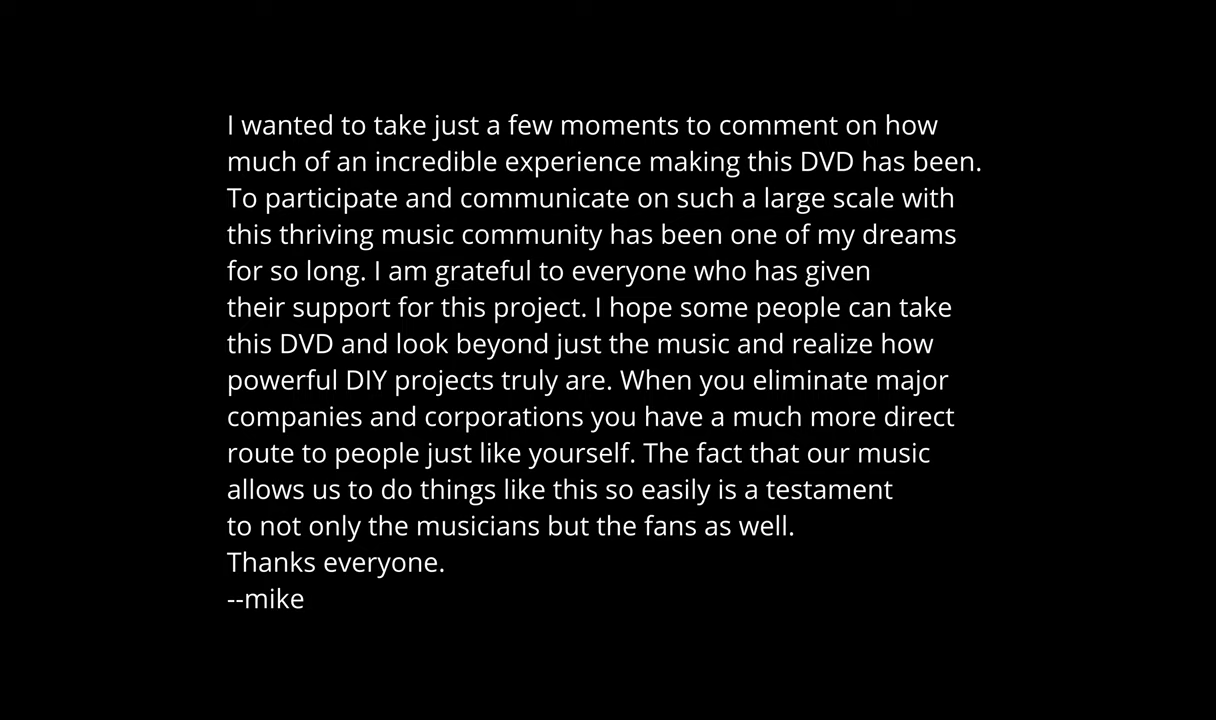 I wanted to take just a few moments to comment on how
much of an incredible experience making this DVD has been.
To participate and communicate on such a large scale with
this thriving music community has been one of my dreams
for so long. I am grateful to everyone who has given
their support for this project. I hope some people can take
this DVD and look beyond just the music and realize how
powerful DIY projects truly are. When you eliminate major
companies and corporations you have a much more direct
route to people just like yourself. The fact that our music
allows us to do things like this so easily is a testament
to not only the musicians but the fans as well.
Thanks everyone.
--mike